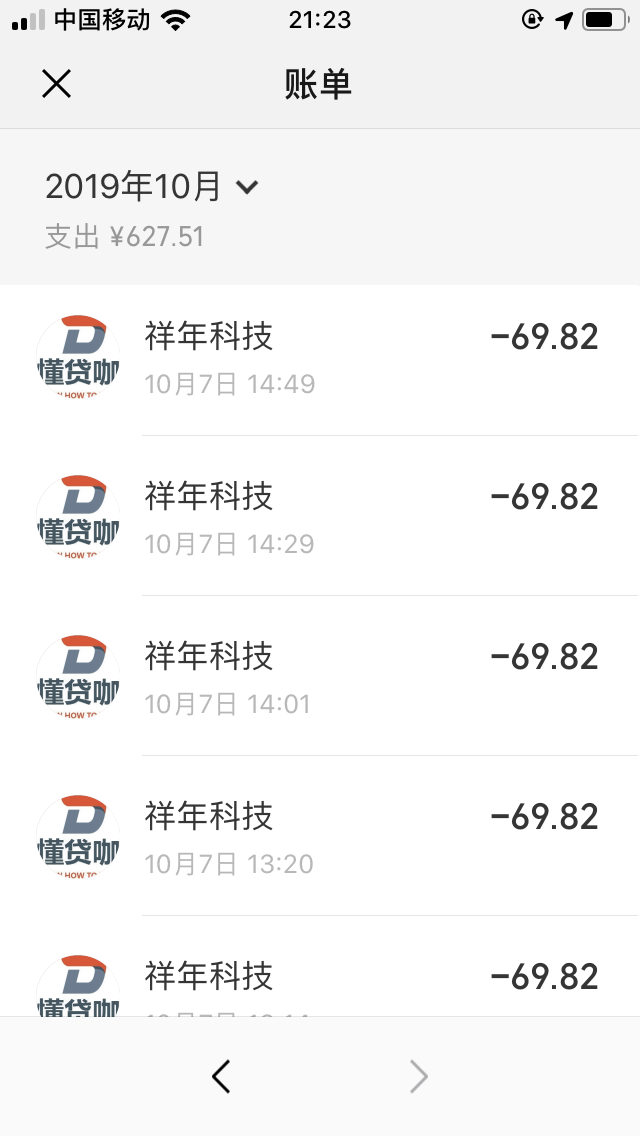 中国移动
21:23
账单
2019年10月
支出 ¥627.51
懂贷咖
HOW TO
祥年科技
-69.82
10月7日 14:49
懂贷咖
HOW TO
祥年科技
-69.82
10月7日 14:29
懂贷咖
HOW TO
祥年科技
-69.82
10月7日 14:01
懂贷咖
HOW TO
祥年科技
-69.82
10月7日 13:20
懂贷咖
祥年科技
-69.82